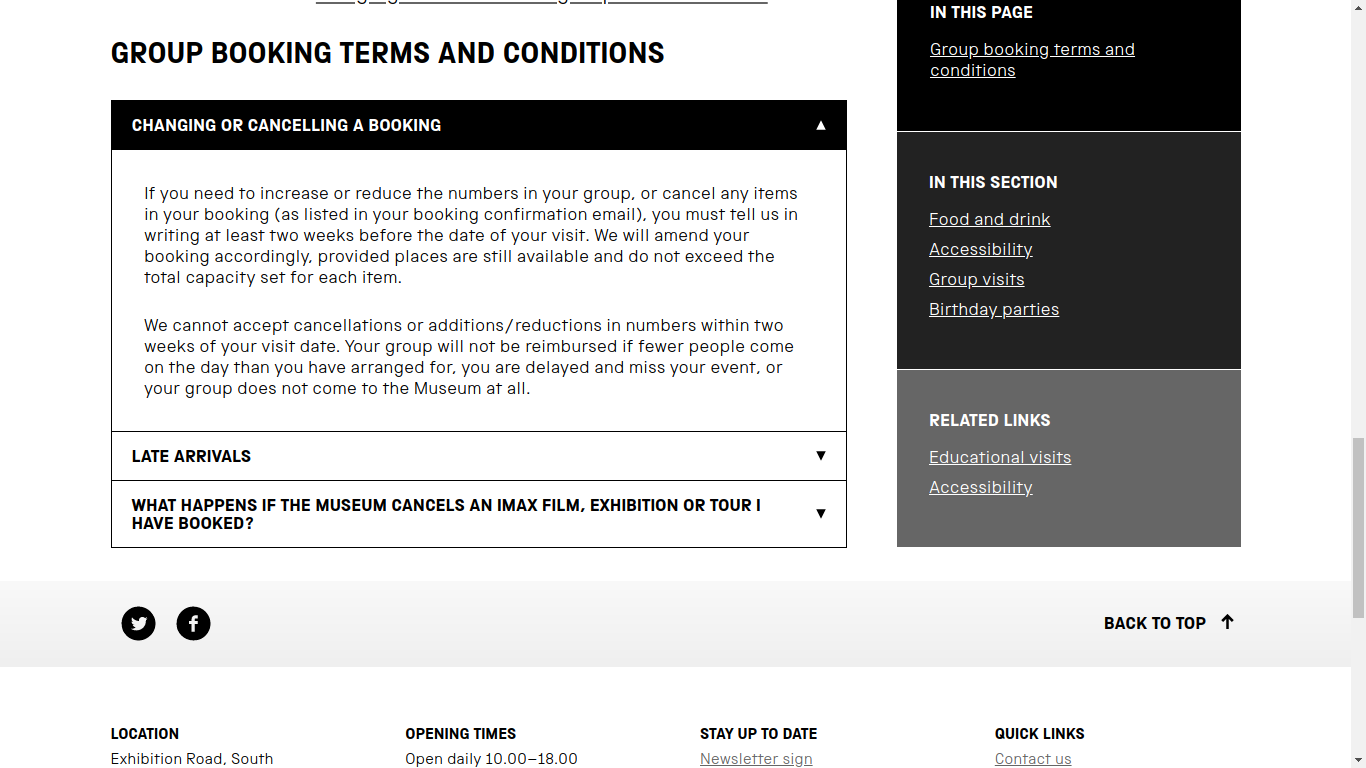 GROUP BOOKING TERMS AND CONDITIONS
CHANGING OR CANCELLING A BOOKING
If you need to increase or reduce the numbers in your group, or cancel any items
in your booking (as listed in your booking confirmation email), you must tell us in
writing at least two weeks before the date of your visit. We will amend your
booking accordingly, provided places are still available and do not exceed the
total capacity set for each item.
We cannot accept cancellations or additions/reductions in numbers within two
weeks of your visit date. Your group will not be reimbursed if fewer people come
on the day than you have arranged for, you are delayed and miss your event, or
your group does not come to the Museum at all.
LATE ARRIVALS
WHAT HAPPENS IF THE MUSEUM CANCELS AN IMAX FILM, EXHIBITION OR TOUR I
HAVE BOOKED?
IN THIS PAGE
Group booking terms and
conditions
IN THIS SECTION
Food and drink
Accessibility
Group visits
Birthday parties
RELATED LINKS
Educational visits
Accessibility
BACK TO TOP
LOCATION
Exhibition Road, South
OPENING TIMES
Open daily 10.00–18.00
STAY UP TO DATE
Newsletter sign
QUICK LINKS
Contact us